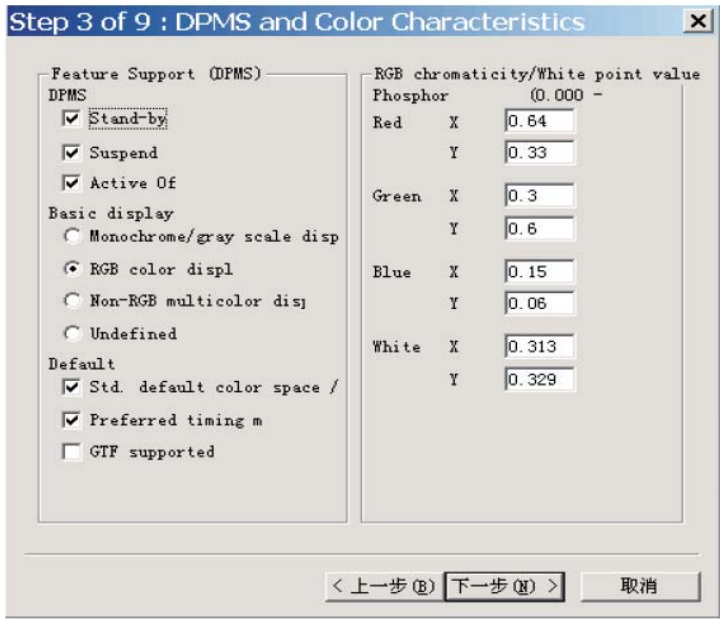 Step 3 of 9 : DPMS and Color Characteristics
Feature Support (DPMS)
DPMS
Stand-by
Suspend
Active Of
Basic display
Monochrome/gray scale disp
RGB color displ
Non-RGB multicolor disp
Undefined
Default
Std. default color space /
Preferred timing m
GTF supported
RGB chromaticity/White point value
Phosphor (0.000 -
Red X 0.64
Y 0.33
Green X 0.3
Y 0.6
Blue X 0.15
Y 0.06
White X 0.313
Y 0.329
< 上一步(B) 下一步(N) > 取消